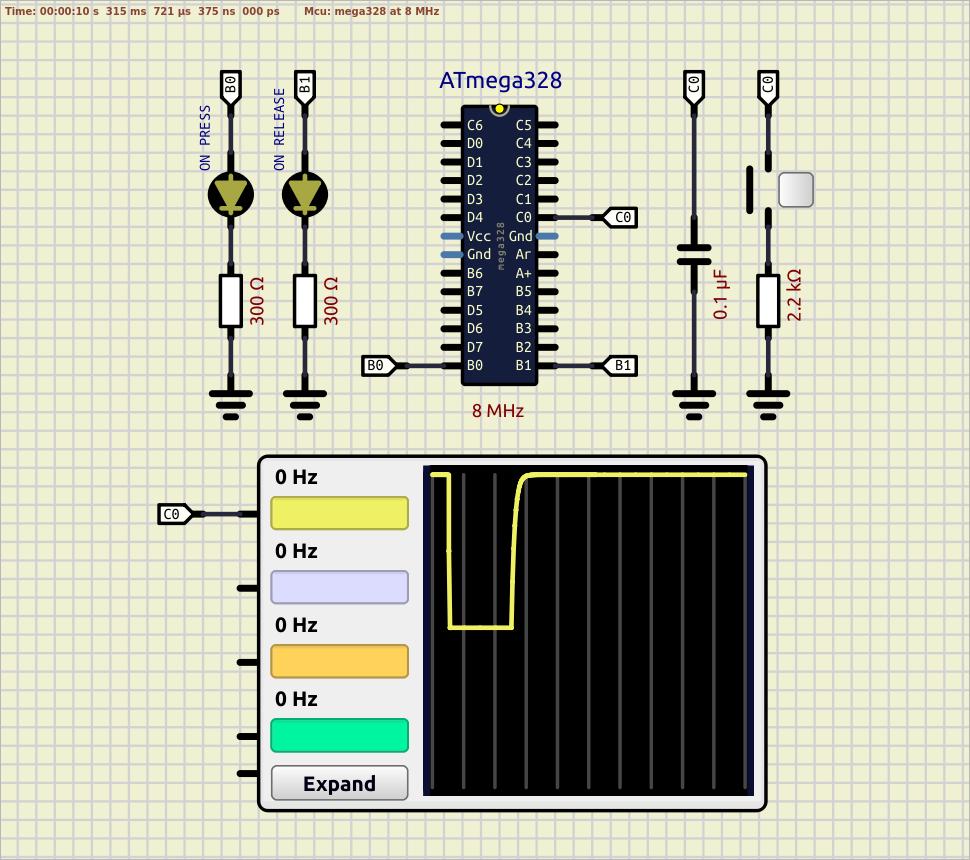 Time: 00:00:10 s 315 ms 721 µs 375 ns 000 ps Mcu: mega328 at 8 MHz
B0
B1
ATmega328
C0
C0
ON PRESS
ON RELEASE
C6 C5
D0 C4
D1 C3
D2 C2
D3 C1
D4 C0
C0
Vcc Gnd
mega328
Gnd Ar
B6 A+
B7 B5
D5 B4
D6 B3
D7 B2
B0 B1
B0
B1
300 Ω
300 Ω
0.1 µF
2.2 kΩ
8 MHz
0 Hz
C0
0 Hz
0 Hz
0 Hz
Expand